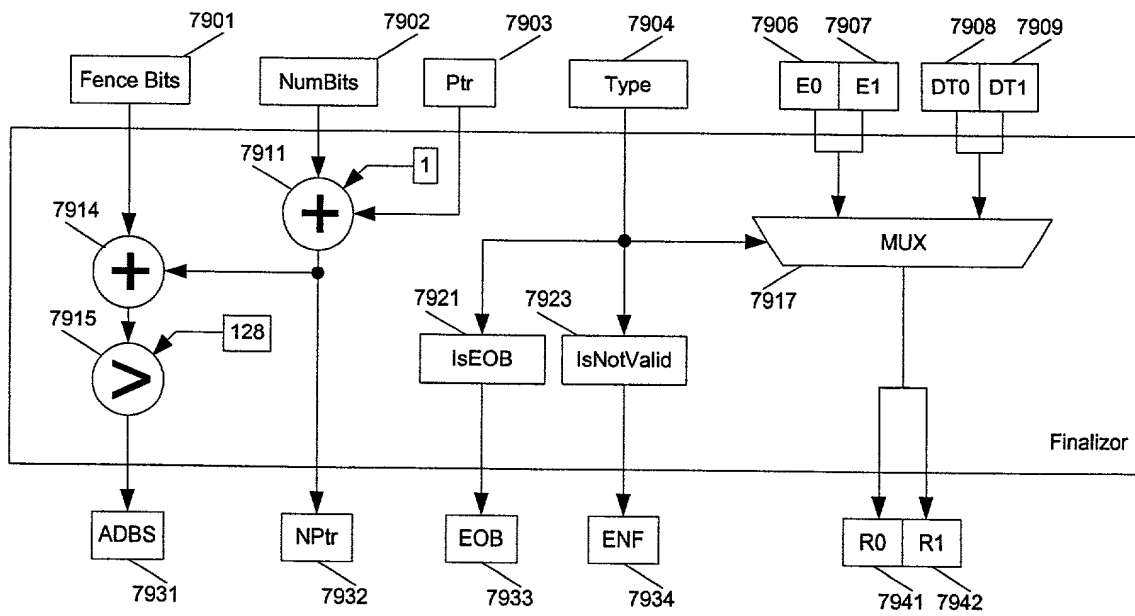 7901 7902 7903 7904 7906 7907 7908 7909
Fence Bits NumBits Ptr Type E0 E1 DT0 DT1
7911 1
+
7914
+
MUX
7917
7921 7923
7915 128
IsEOB IsNotValid
>
Finalizor
ADBS NPtr EOB ENF R0 R1
7931 7932 7933 7934 7941 7942